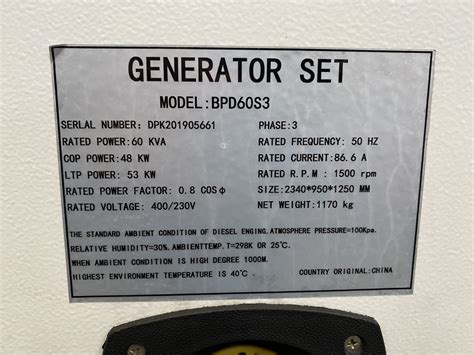 GENERATOR SET
MODEL:BPD60S3
SERIAL NUMBER: DPK201905661 PHASE:3
RATED POWER:60 KVA RATED FREQUENCY: 50 HZ
COP POWER:48 KW RATED CURRENT:86.6 A
LTP POWER: 53 KW RATED R.P.M : 1500 rpm
RATED POWER FACTOR: 0.8 COSφ SIZE:2340*950*1250 MM
RATED VOLTAGE: 400/230V NET WEIGHT:1170 kg
THE STANDARD AMBIENT CONDITION OF DIESEL ENGING,ATMOSPHERE PRESSURE=100Kpa.
RELATIVE HUMIDITY=30%. AMBIENTTEMP.T=298K OR 25℃.
WHEN AMBIENT CONDITION IS HIGH DEGREE 1000M.
HIGHEST ENVIRONMENT TEMPERATURE IS 40℃. COUNTRY ORIGINAL:CHINA